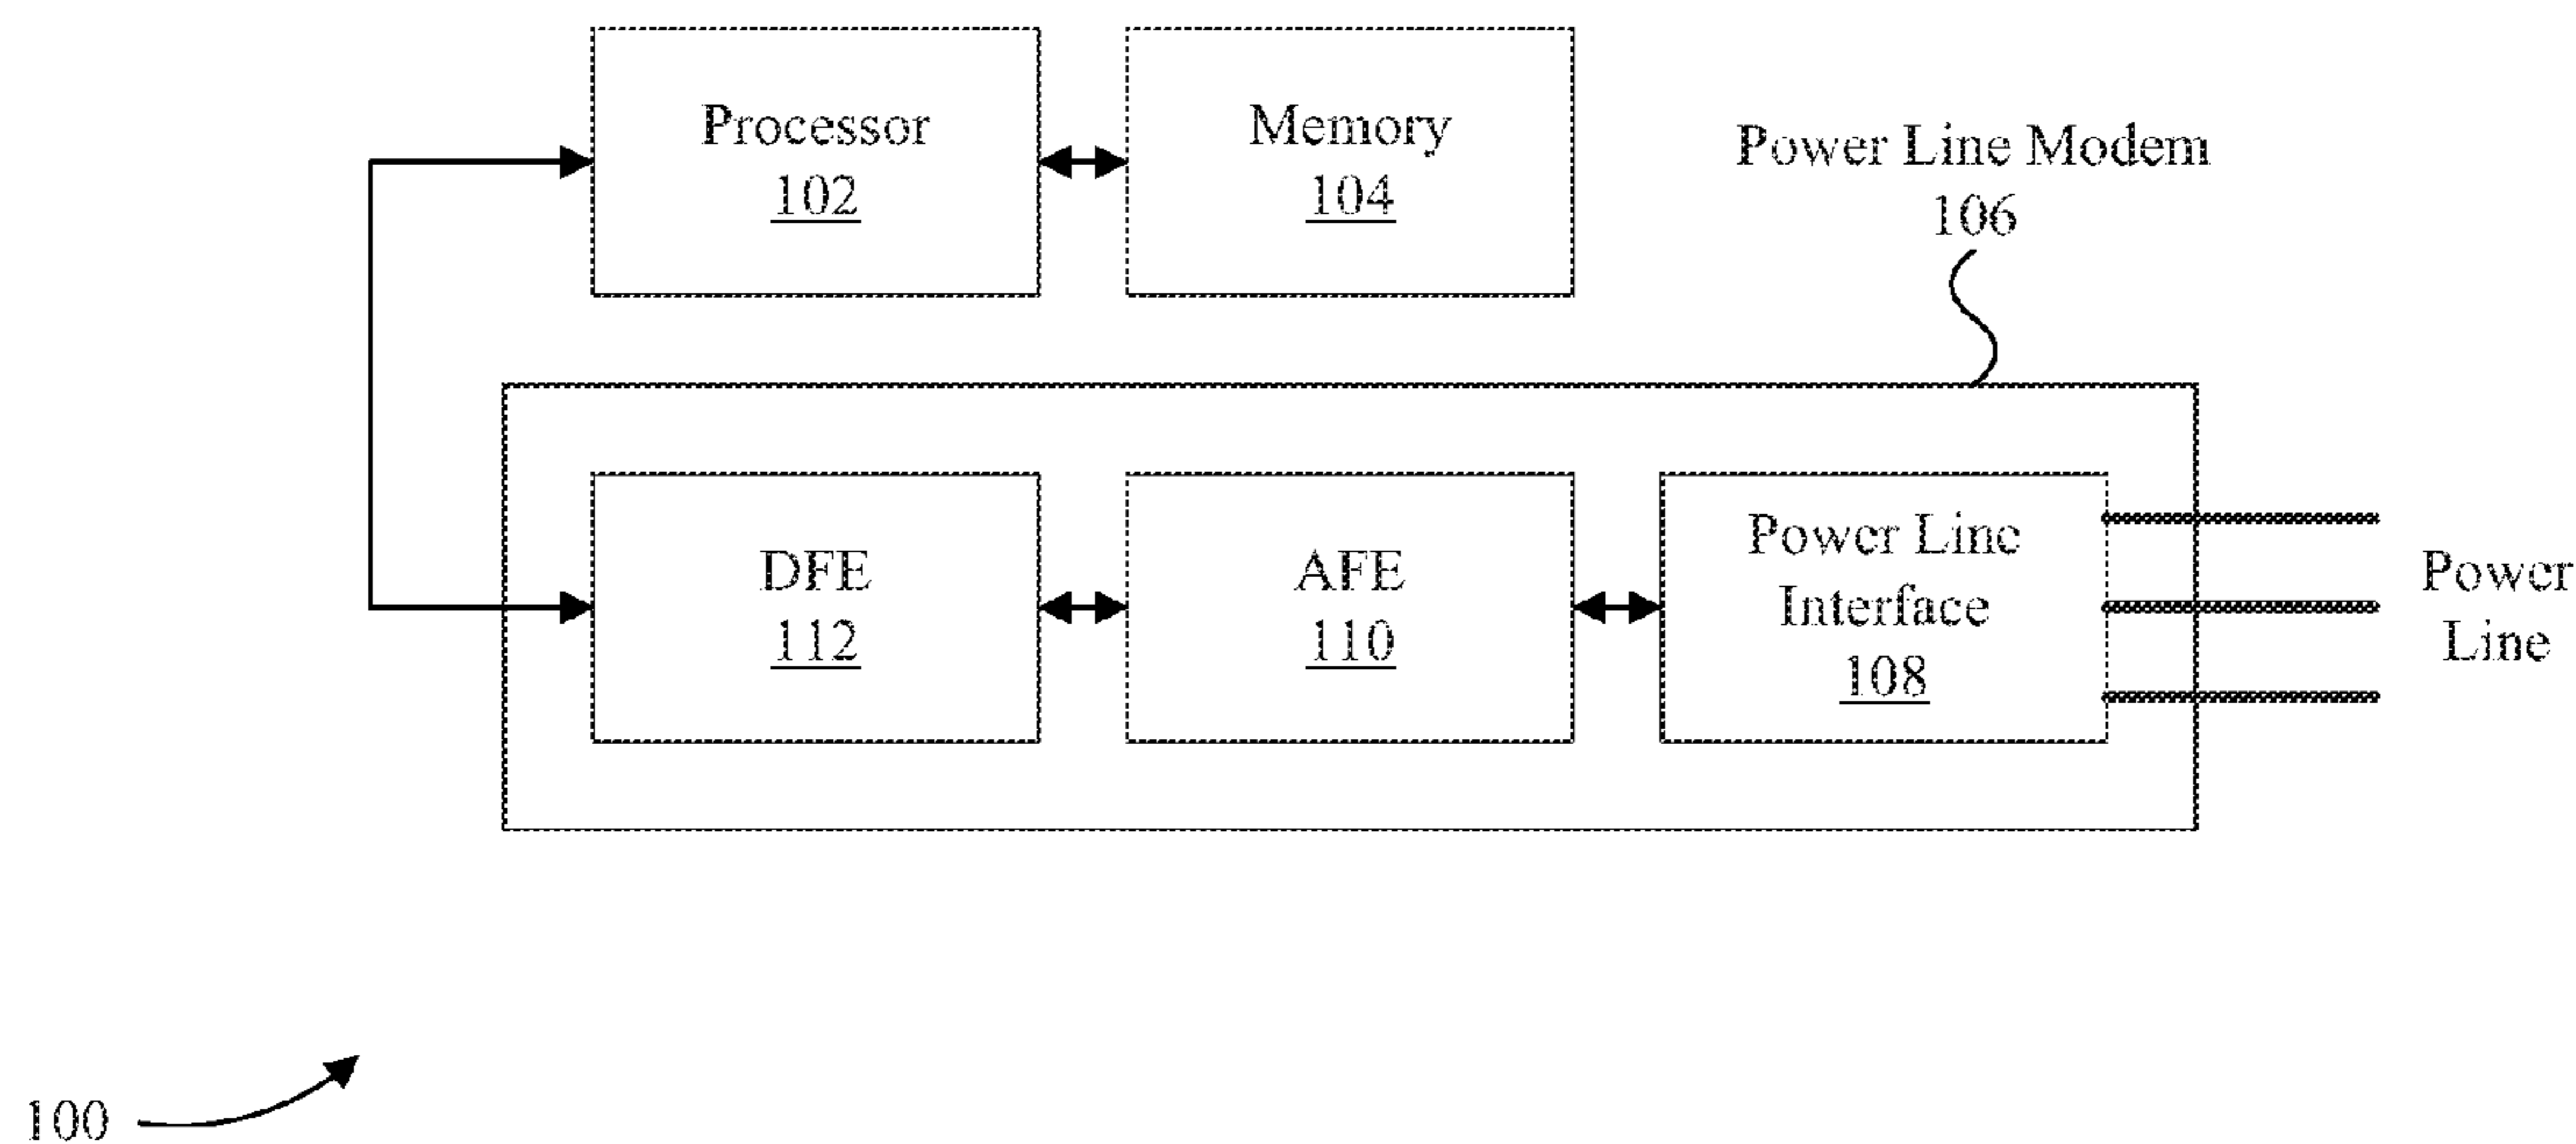 Processor
102
Memory
104
Power Line Modem
106
DFE
112
AFE
110
Power Line
Interface
108
Power
Line
100